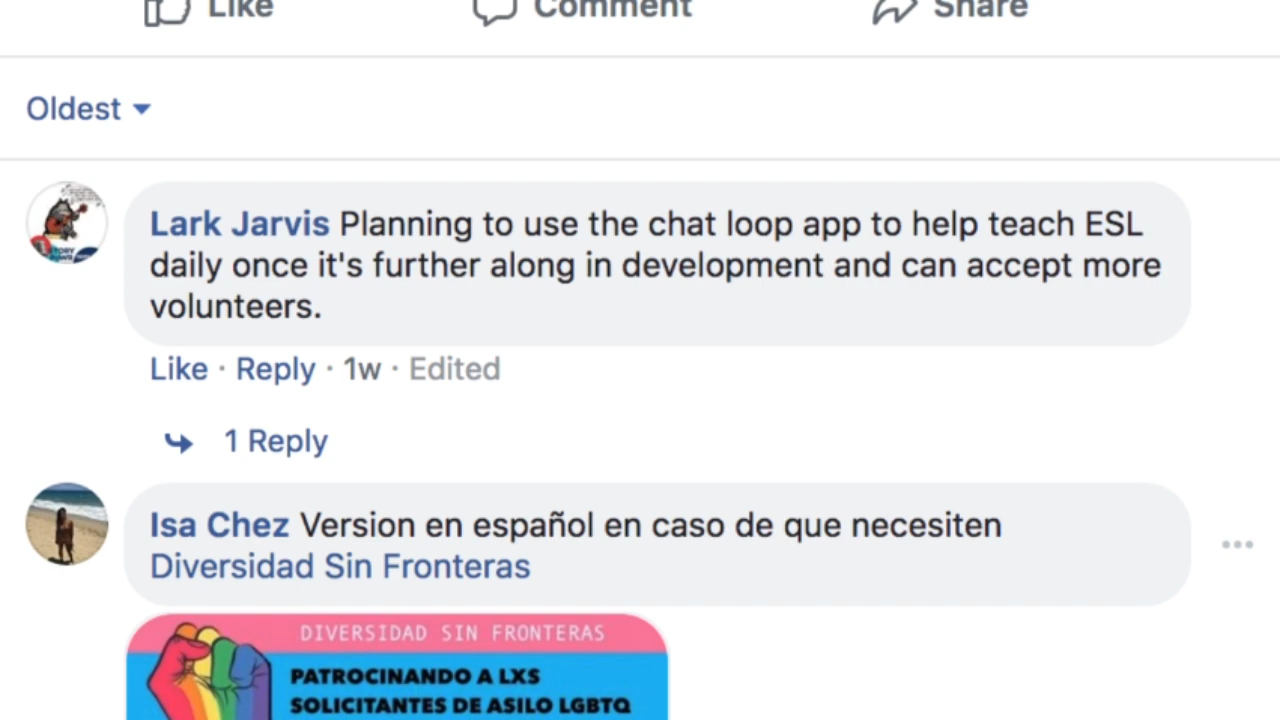 Like Comment Share
Oldest
Lark Jarvis Planning to use the chat loop app to help teach ESL
daily once it's further along in development and can accept more
volunteers.
Like · Reply · 1w · Edited
1 Reply
Isa Chez Version en español en caso de que necesiten
Diversidad Sin Fronteras
DIVERSIDAD SIN FRONTERAS
PATROCINANDO A LXS
SOLICITANTES DE ASILO LGBTQ